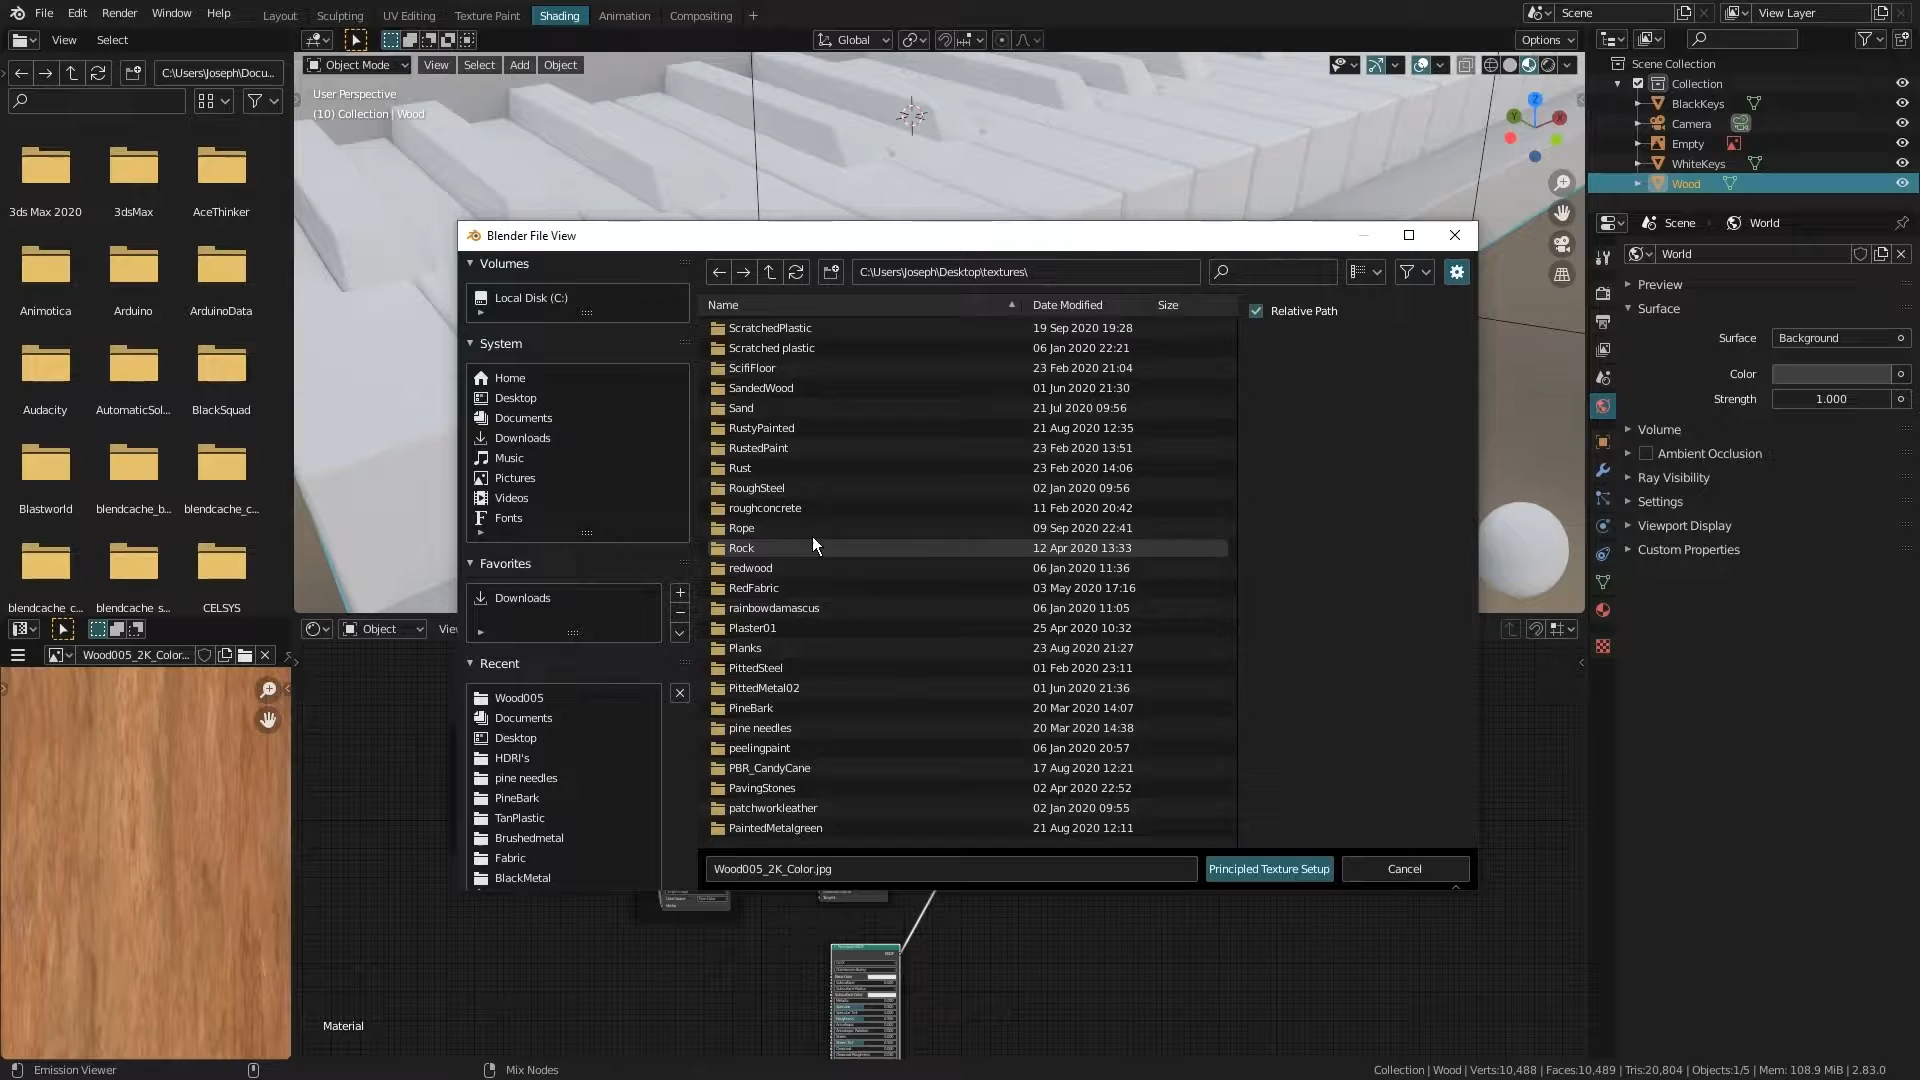 File Edit Render Window Help
Layout Sculpting UV Editing Texture Paint Shading Animation Compositing +
Scene
View Layer
View Select
Global
Options
C:\Users\Joseph\Docu...
Object Mode View Select Add Object
User Perspective
(10) Collection | Wood
Z
Y
X
3ds Max 2020 3dsMax AceThinker
Animotica Arduino ArduinoData
Audacity AutomaticSol... BlackSquad
Blastworld blendcache_b... blendcache_c...
blendcache_c... blendcache_s... CELSYS
Scene Collection
Collection
BlackKeys
Camera
Empty
WhiteKeys
Wood
Scene World
World
Preview
Surface
Surface Background
Color
Strength 1.000
Volume
Ambient Occlusion
Ray Visibility
Settings
Viewport Display
Custom Properties
Blender File View
Volumes
Local Disk (C:)
System
Home
Desktop
Documents
Downloads
Music
Pictures
Videos
Fonts
Favorites
Downloads
Recent
Wood005
Documents
Desktop
HDRI's
pine needles
PineBark
TanPlastic
Brushedmetal
Fabric
BlackMetal
C:\Users\Joseph\Desktop\textures\
Name Date Modified Size
ScratchedPlastic 19 Sep 2020 19:28
Scratched plastic 06 Jan 2020 22:21
ScifiFloor 23 Feb 2020 21:04
SandedWood 01 Jun 2020 21:30
Sand 21 Jul 2020 09:56
RustyPainted 21 Aug 2020 12:35
RustedPaint 23 Feb 2020 13:51
Rust 23 Feb 2020 14:06
RoughSteel 02 Jan 2020 09:56
roughconcrete 11 Feb 2020 20:42
Rope 09 Sep 2020 22:41
Rock 12 Apr 2020 13:33
redwood 06 Jan 2020 11:36
RedFabric 03 May 2020 17:16
rainbowdamascus 06 Jan 2020 11:05
Plaster01 25 Apr 2020 10:32
Planks 23 Aug 2020 21:27
PittedSteel 01 Feb 2020 23:11
PittedMetal02 01 Jun 2020 21:36
PineBark 20 Mar 2020 14:07
pine needles 20 Mar 2020 14:38
peelingpaint 06 Jan 2020 20:57
PBR_CandyCane 17 Aug 2020 12:21
PavingStones 02 Apr 2020 22:52
patchworkleather 02 Jan 2020 09:55
PaintedMetalgreen 21 Aug 2020 12:11
Relative Path
Wood005_2K_Color.jpg
Principled Texture Setup
Cancel
Object
Vie
Wood005_2K_Color...
Material
Emission Viewer
Mix Nodes
Collection | Wood | Verts:10,488 | Faces:10,489 | Tris:20,804 | Objects:1/5 | Mem: 108.9 MiB | 2.83.0